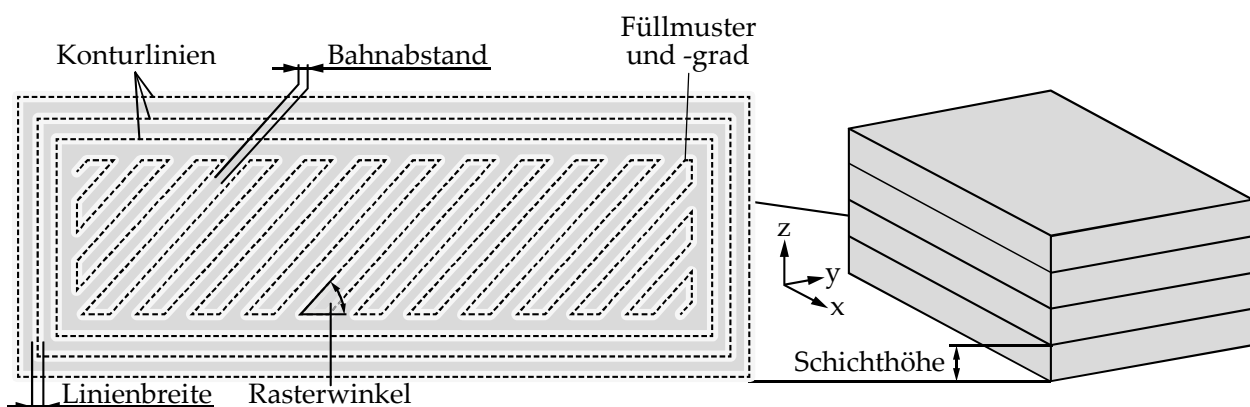 Konturlinien
Bahnabstand
Füllmuster
und -grad
z
y
x
Schichthöhe
Linienbreite
Rasterwinkel